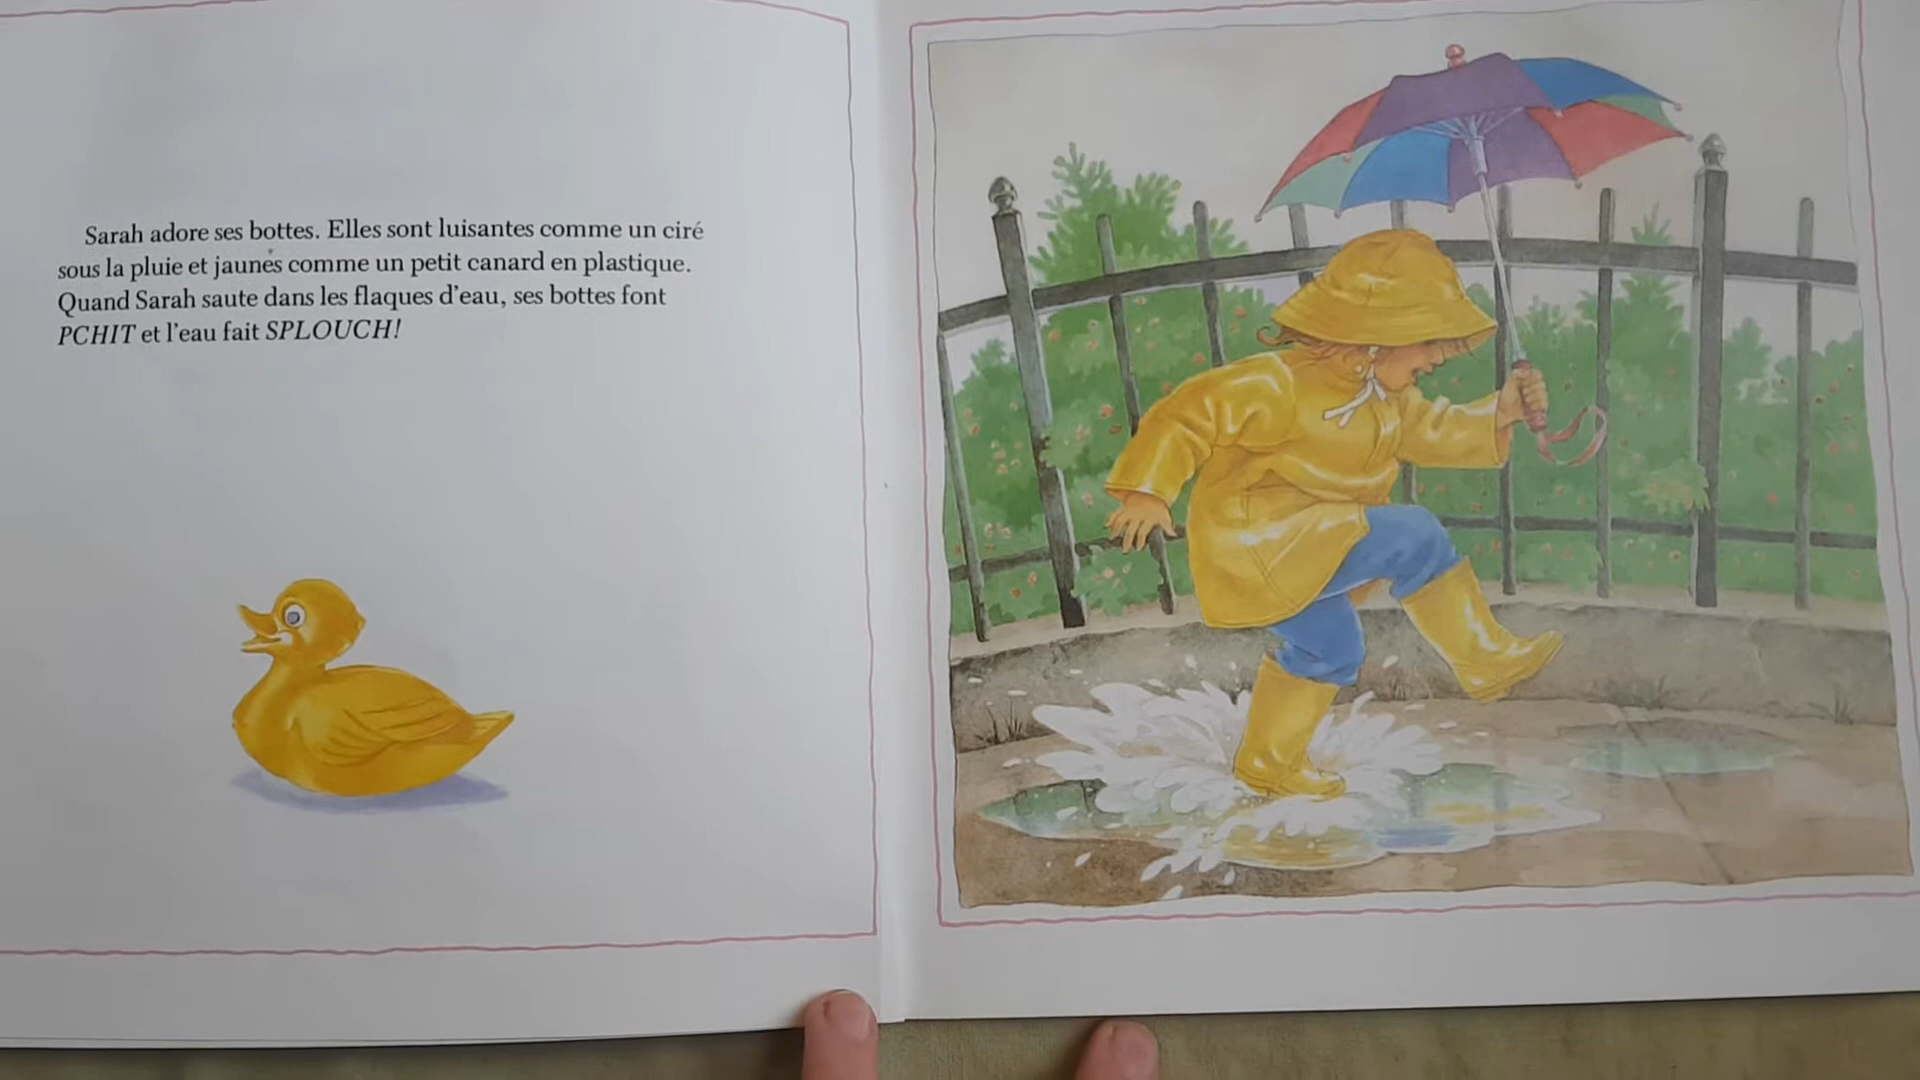 Sarah adore ses bottes. Elles sont luisantes comme un ciré
sous la pluie et jaunes comme un petit canard en plastique.
Quand Sarah saute dans les flaques d'eau, ses bottes font
PCHIT et l'eau fait SPLOUCH!